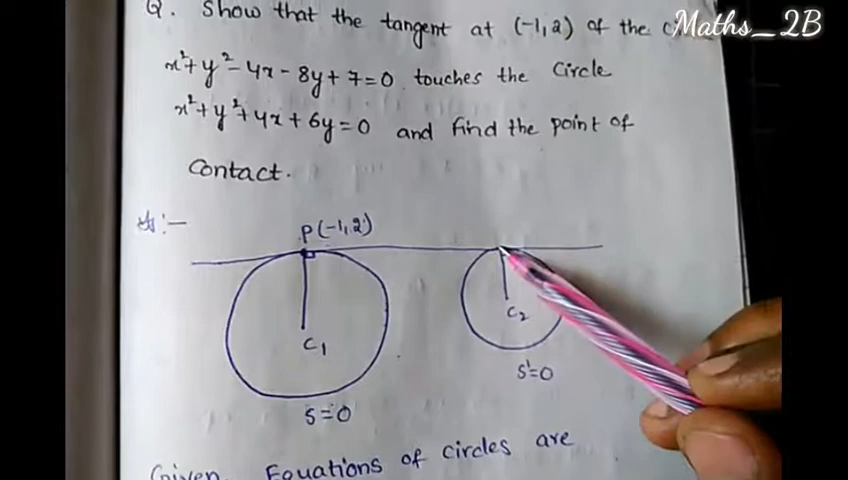 Q. Show that the tangent at (-1,2) of the
Maths_2B
x²+y²-4x-8y+7=0 touches the Circle
x²+y²+4x+6y=0 and find the point of
Contact.
:-
P(-1,2)
C₁
C₂
S'=0
S=0
Given Equations of circles are